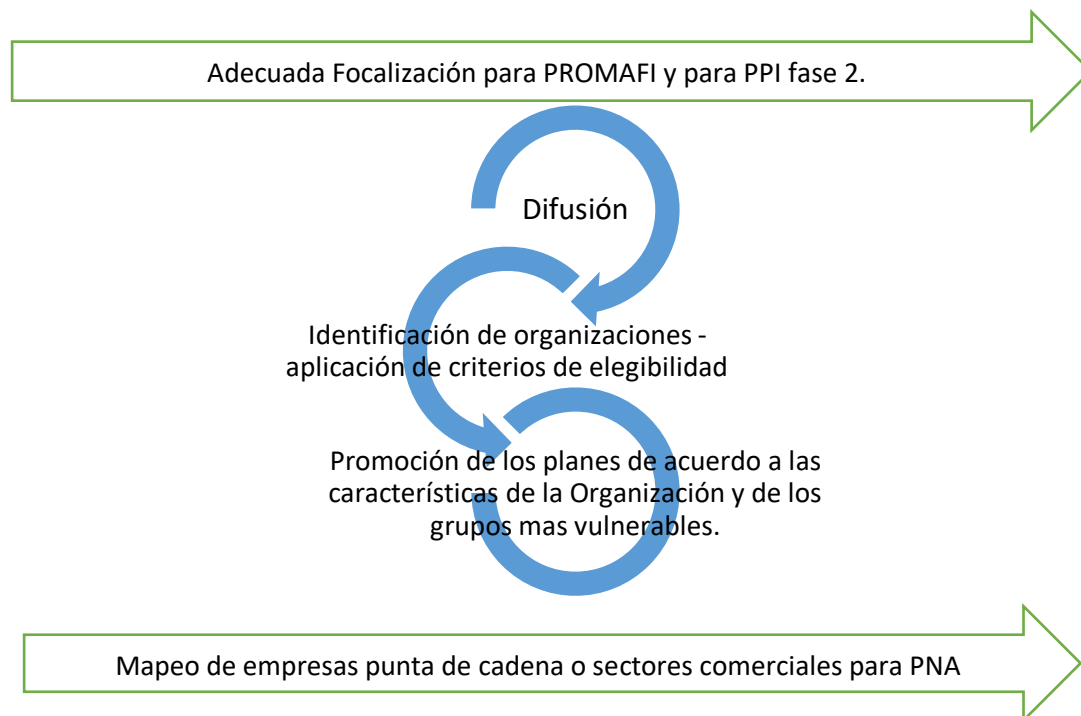 Adecuada Focalización para PROMAFI y para PPI fase 2.
Difusión
Identificación de organizaciones -
aplicación de criterios de elegibilidad
Promoción de los planes de acuerdo a las
características de la Organización y de los
grupos mas vulnerables.
Mapeo de empresas punta de cadena o sectores comerciales para PNA